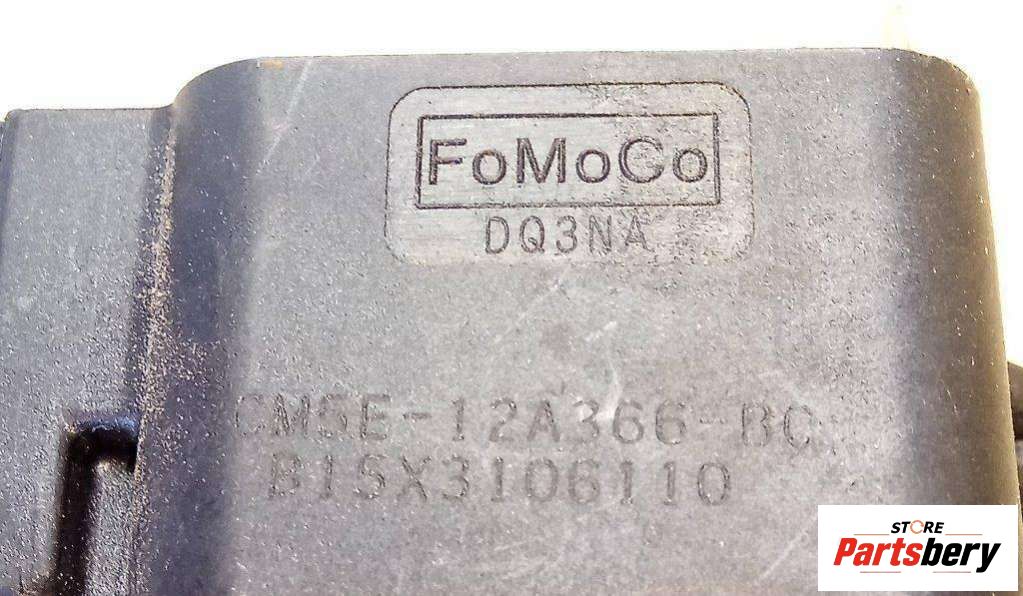 FoMoCo
DQ3NA
CM5E-12A366-BC
B15X3106110
STORE
Partsbery